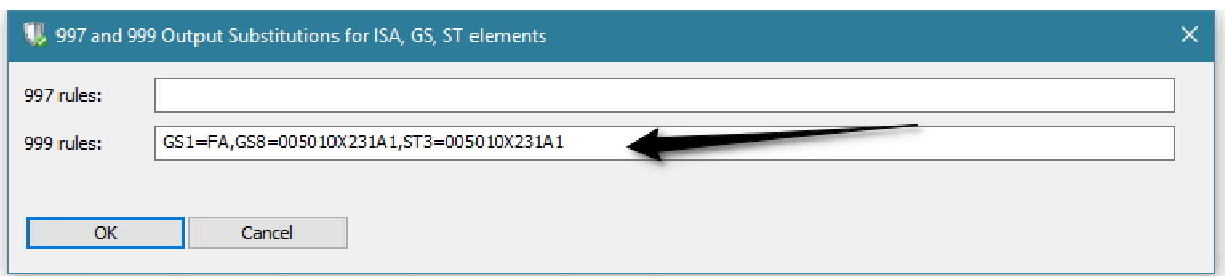 997 and 999 Output Substitutions for ISA, GS, ST elements
997 rules:
999 rules: GS1=FA,GS8=005010X231A1,ST3=005010X231A1
OK Cancel